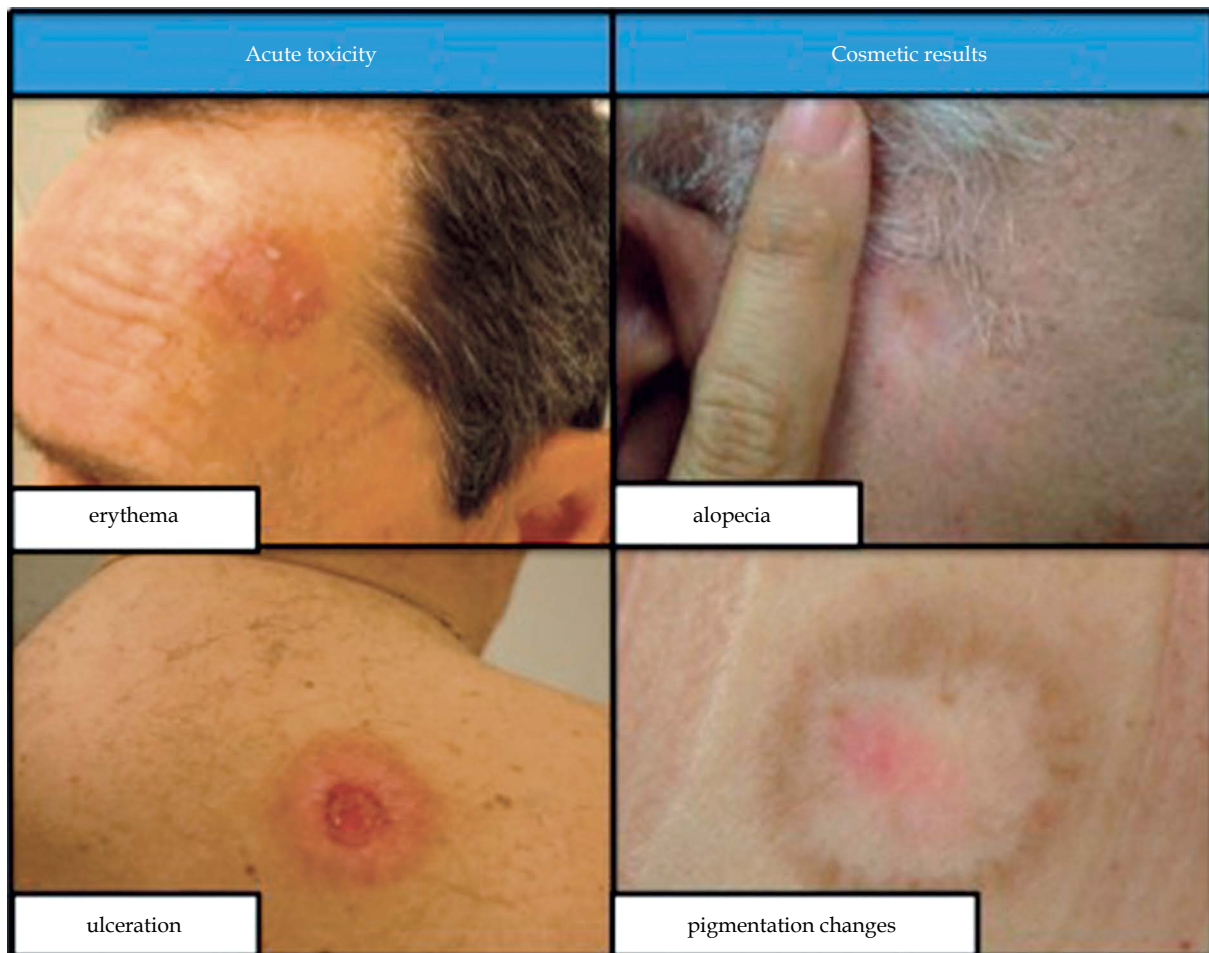 Acute toxicity
Cosmetic results
erythema
alopecia
ulceration
pigmentation changes